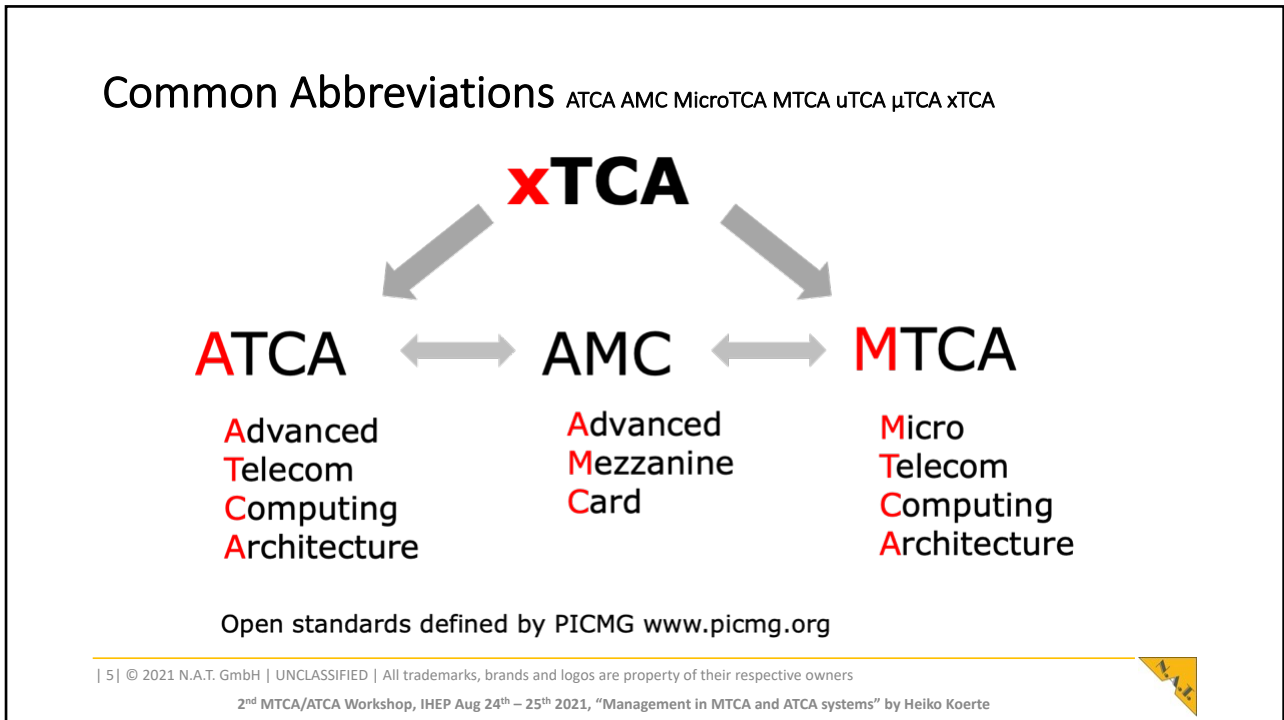 Common Abbreviations ATCA AMC MicroTCA MTCA uTCA µTCA xTCA
xTCA
ATCA
AMC
MTCA
Advanced
Telecom
Computing
Architecture
Advanced
Mezzanine
Card
Micro
Telecom
Computing
Architecture
Open standards defined by PICMG www.picmg.org
| 5| © 2021 N.A.T. GmbH | UNCLASSIFIED | All trademarks, brands and logos are property of their respective owners
N.A.T.
2nd MTCA/ATCA Workshop, IHEP Aug 24th – 25th 2021, “Management in MTCA and ATCA systems” by Heiko Koerte